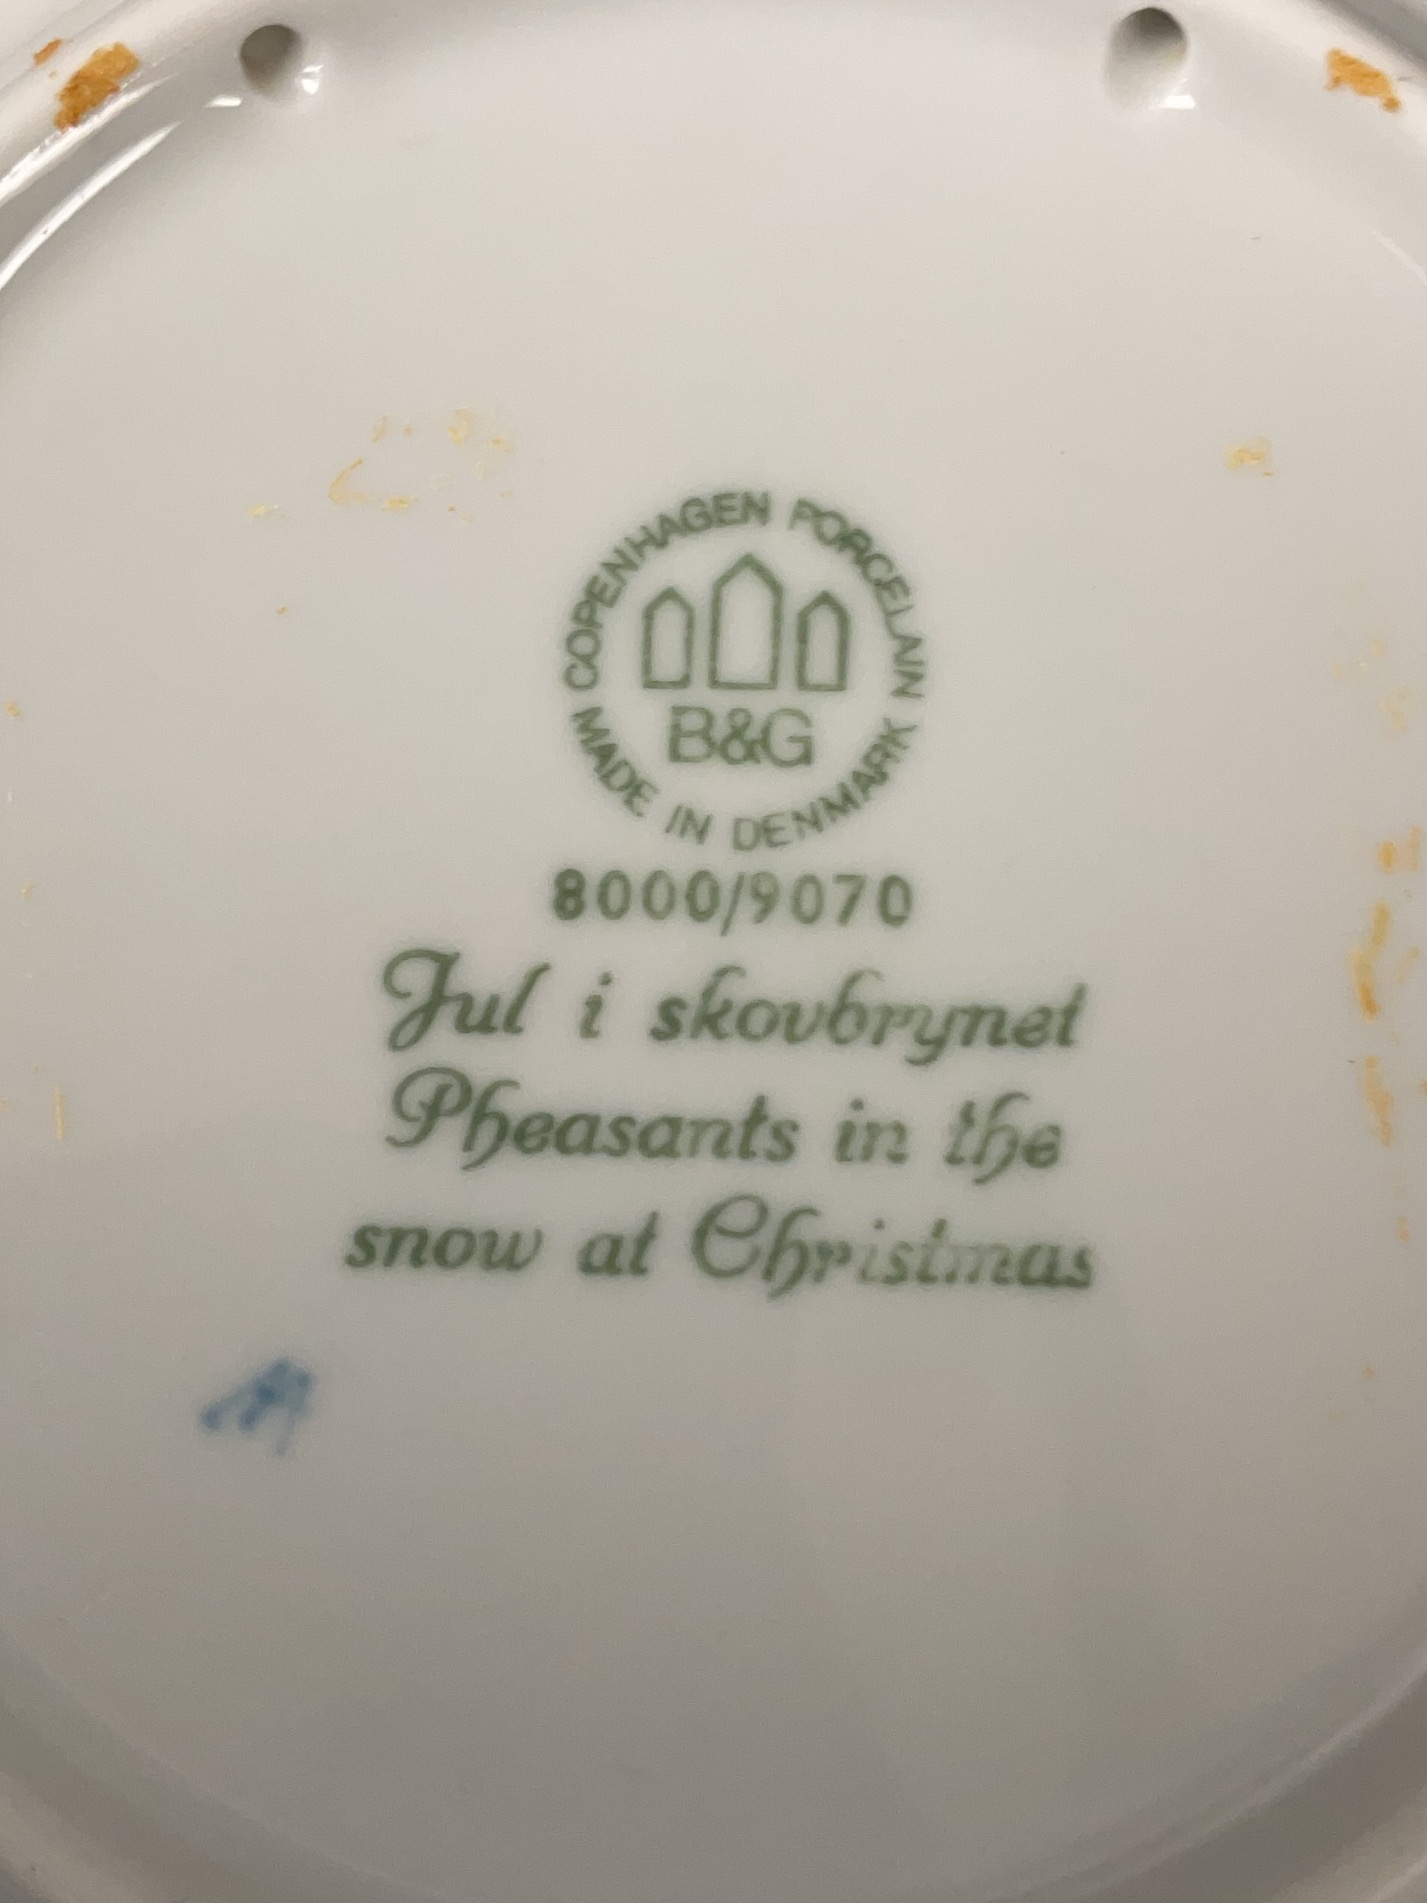 COPENHAGEN PORCELAIN
B&G
MADE IN DENMARK
8000/9070
Jul i skovbrynet
Pheasants in the
snow at Christmas